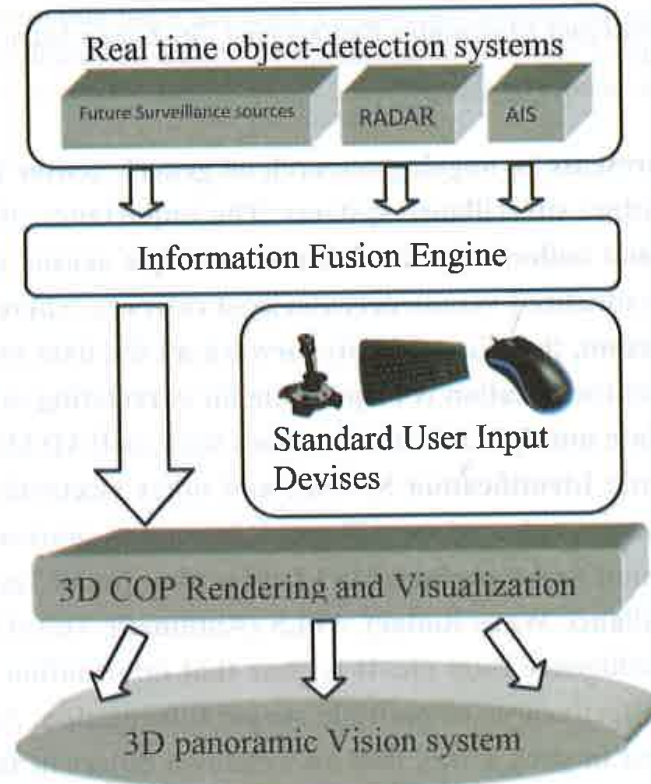 Real time object-detection systems
Future Surveillance sources
RADAR
AIS
Information Fusion Engine
Standard User Input
Devises
3D COP Rendering and Visualization
3D panoramic Vision system